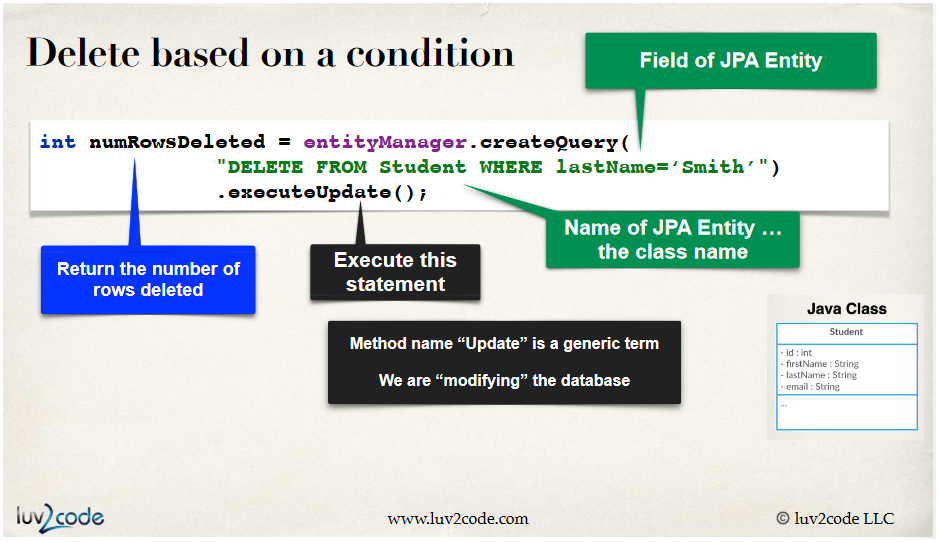 Delete based on a condition
Field of JPA Entity
int numRowsDeleted = entityManager.createQuery(
"DELETE FROM Student WHERE lastName=‘Smith’")
.executeUpdate();
Name of JPA Entity …
the class name
Return the number of
rows deleted
Execute this
statement
Method name “Update” is a generic term
We are “modifying” the database
Java Class
Student
- id : int
- firstName : String
- lastName : String
- email : String
...
luv2code
www.luv2code.com
© luv2code LLC